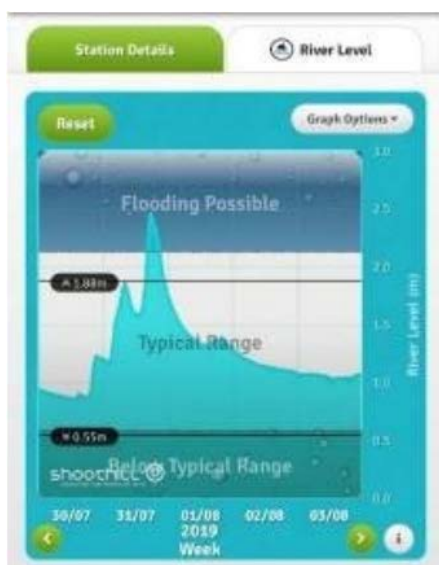 Station Details
River Level
Reset
Graph Options
3.0
Flooding Possible
2.5
2.0
1.88m
1.5
Typical Range
River Level (m)
1.0
0.55m
0.5
Below Typical Range
shoothill
0.0
30/07 31/07 01/08 02/08 03/08
2019
Week
i